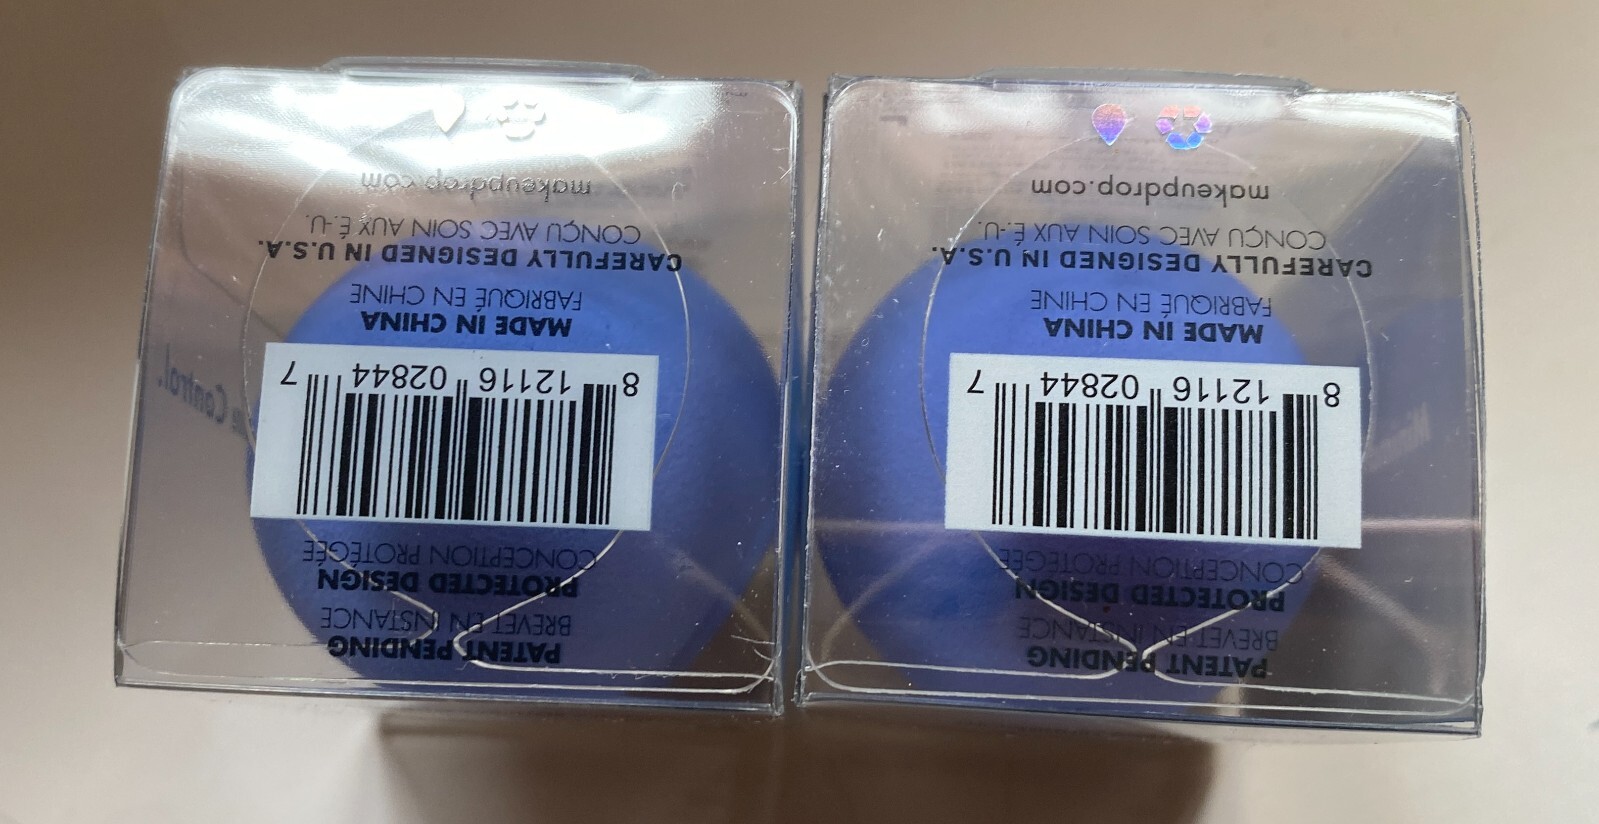 PATENT PENDING
BREVET EN INSTANCE
PROTECTED DESIGN
CONCEPTION PROTÉGÉE
8 12116 02844 7
MADE IN CHINA
FABRIQUÉ EN CHINE
CAREFULLY DESIGNED IN U.S.A.
CONÇU AVEC SOIN AUX É.-U.
makeupdrop.com
PATENT PENDING
BREVET EN INSTANCE
PROTECTED DESIGN
CONCEPTION PROTÉGÉE
8 12116 02844 7
MADE IN CHINA
FABRIQUÉ EN CHINE
CAREFULLY DESIGNED IN U.S.A.
CONÇU AVEC SOIN AUX É.-U.
makeupdrop.com
Control.